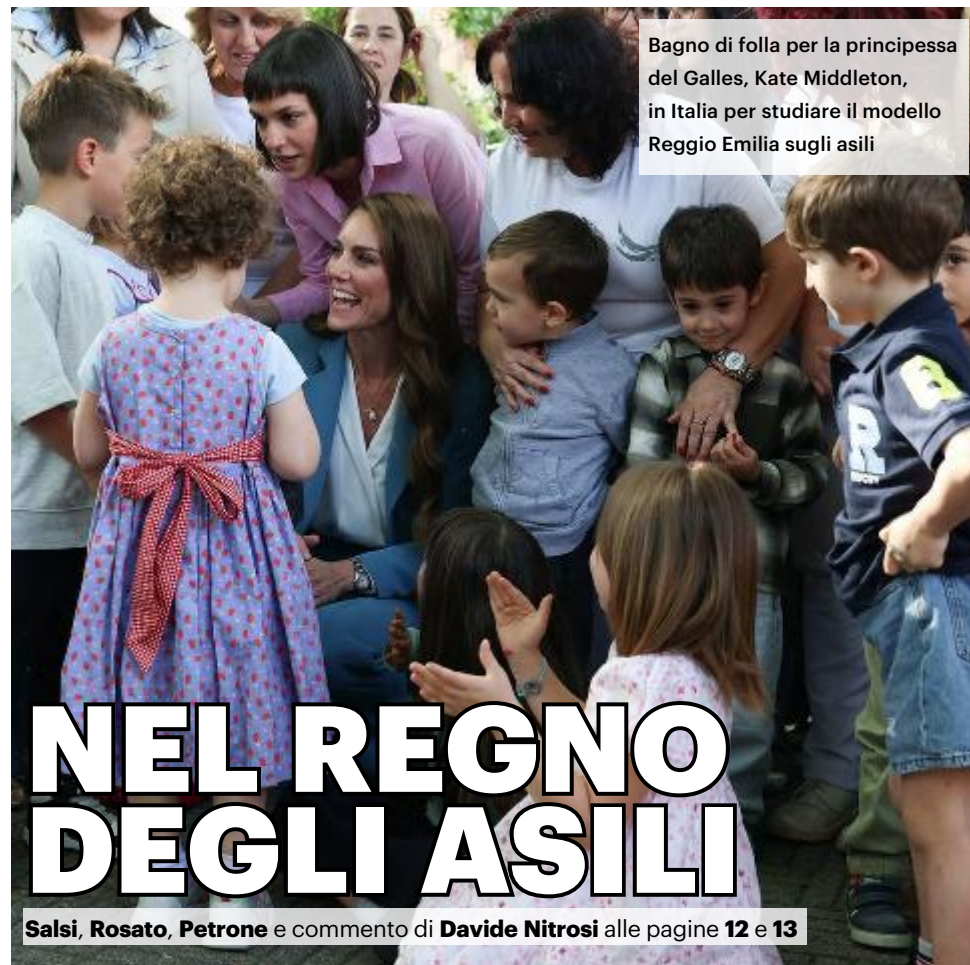 Bagno di folla per la principessa
del Galles, Kate Middleton,
in Italia per studiare il modello
Reggio Emilia sugli asili
R
NEL REGNO
DEGLI ASILI
Salsi, Rosato, Petrone e commento di Davide Nitrosi alle pagine 12 e 13